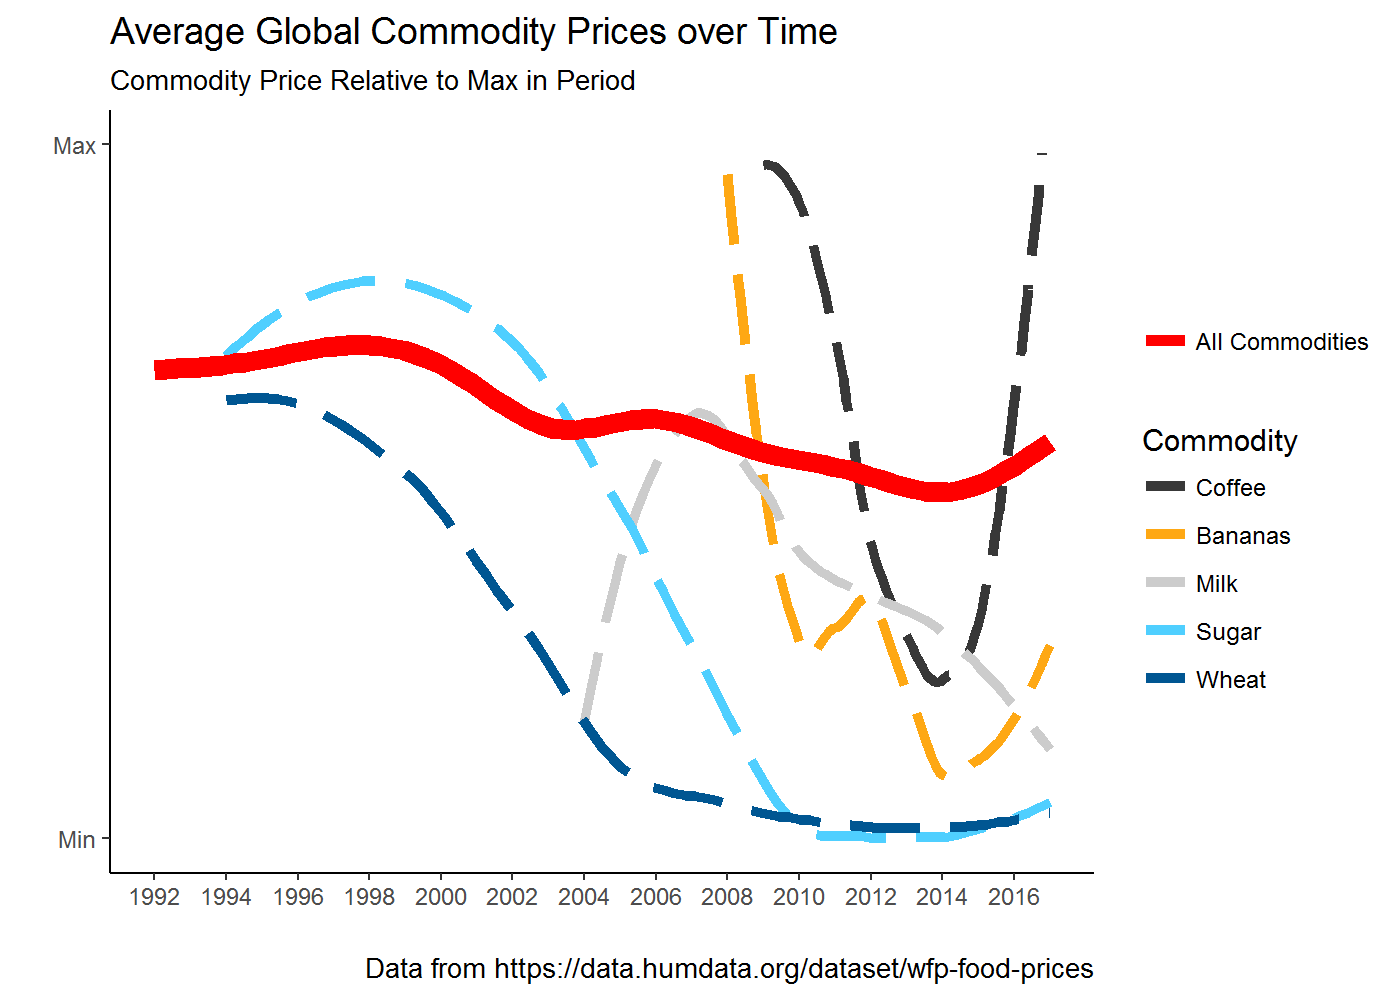 Average Global Commodity Prices over Time
Commodity Price Relative to Max in Period
Max
Min
1992 1994 1996 1998 2000 2002 2004 2006 2008 2010 2012 2014 2016
All Commodities
Commodity
Coffee
Bananas
Milk
Sugar
Wheat
Data from https://data.humdata.org/dataset/wfp-food-prices